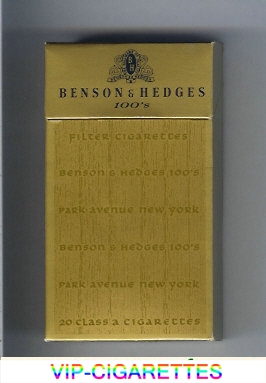 B H
BENSON & HEDGES
100's
FILTER CIGARETTES
BENSON & HEDGES 100'S
PARK AVENUE NEW YORK
BENSON & HEDGES 100'S
PARK AVENUE NEW YORK
20 CLASS A CIGARETTES
VIP-CIGARETTES